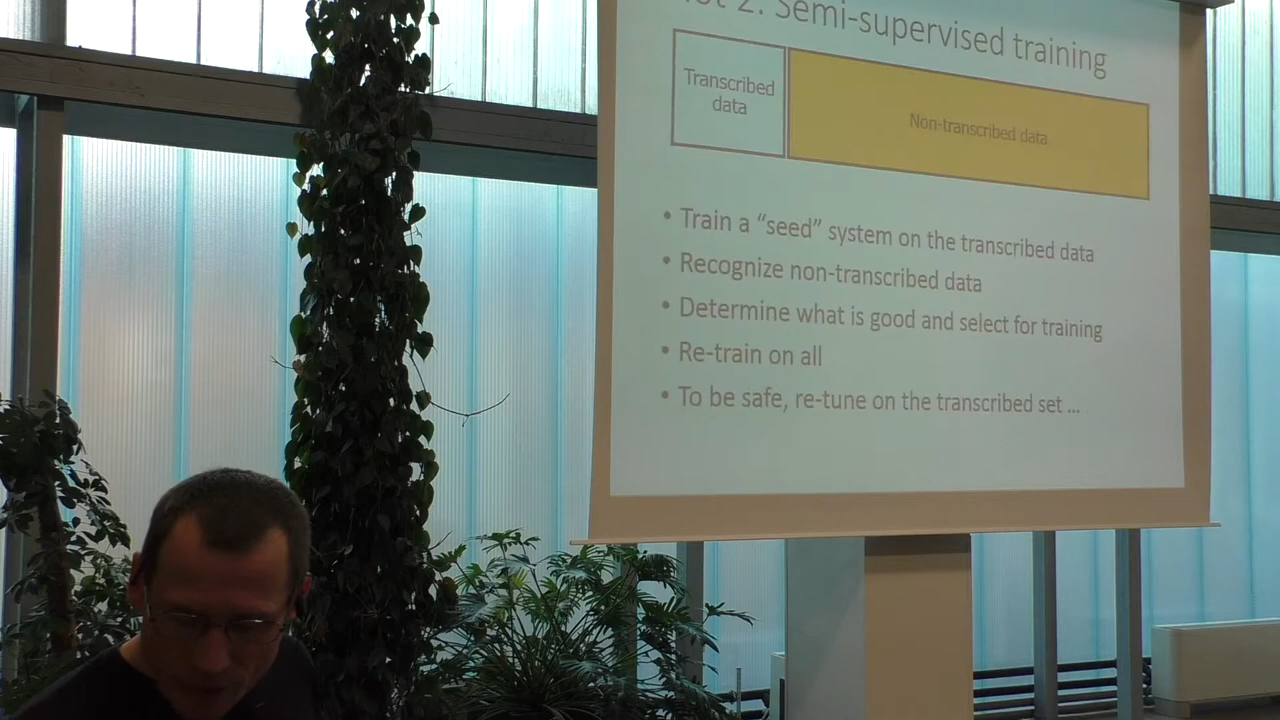 2: Semi-supervised training
Transcribed
data
Non-transcribed data
• Train a “seed” system on the transcribed data
• Recognize non-transcribed data
• Determine what is good and select for training
• Re-train on all
• To be safe, re-tune on the transcribed set ...